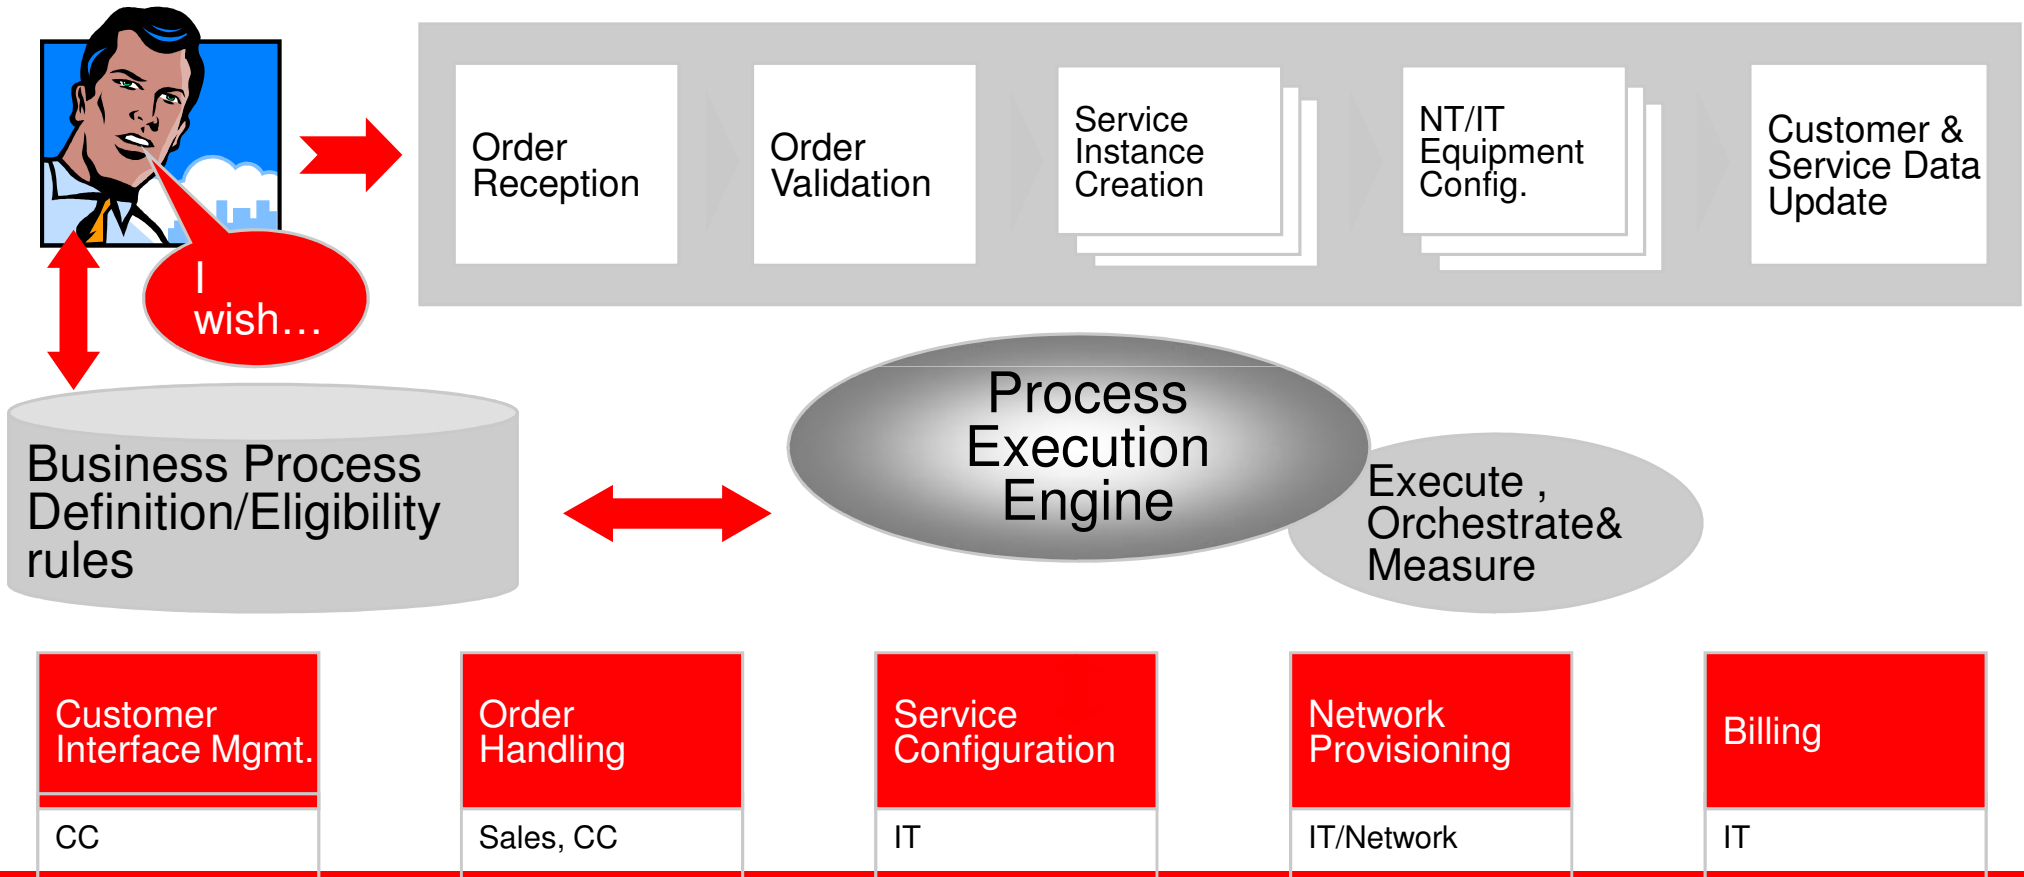 Order
Reception
Order
Validation
Service
Instance
Creation
NT/IT
Equipment
Config.
Customer &
Service Data
Update
I
wish…
Process
Execution
Engine
Business Process
Definition/Eligibility
rules
Execute ,
Orchestrate&
Measure
Customer
Interface Mgmt.
Order
Handling
Service
Configuration
Network
Provisioning
Billing
CC
Sales, CC
IT
IT/Network
IT